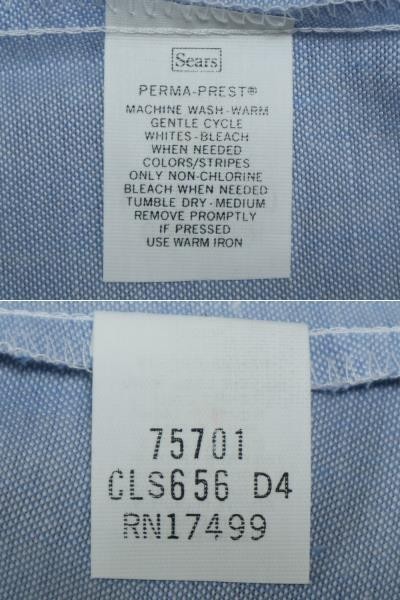 Sears
PERMA-PREST®
MACHINE WASH-WARM
GENTLE CYCLE
WHITES-BLEACH
WHEN NEEDED
COLORS/STRIPES
ONLY NON-CHLORINE
BLEACH WHEN NEEDED
TUMBLE DRY-MEDIUM
REMOVE PROMPTLY
IF PRESSED
USE WARM IRON
75701
CLS656 D4
RN17499